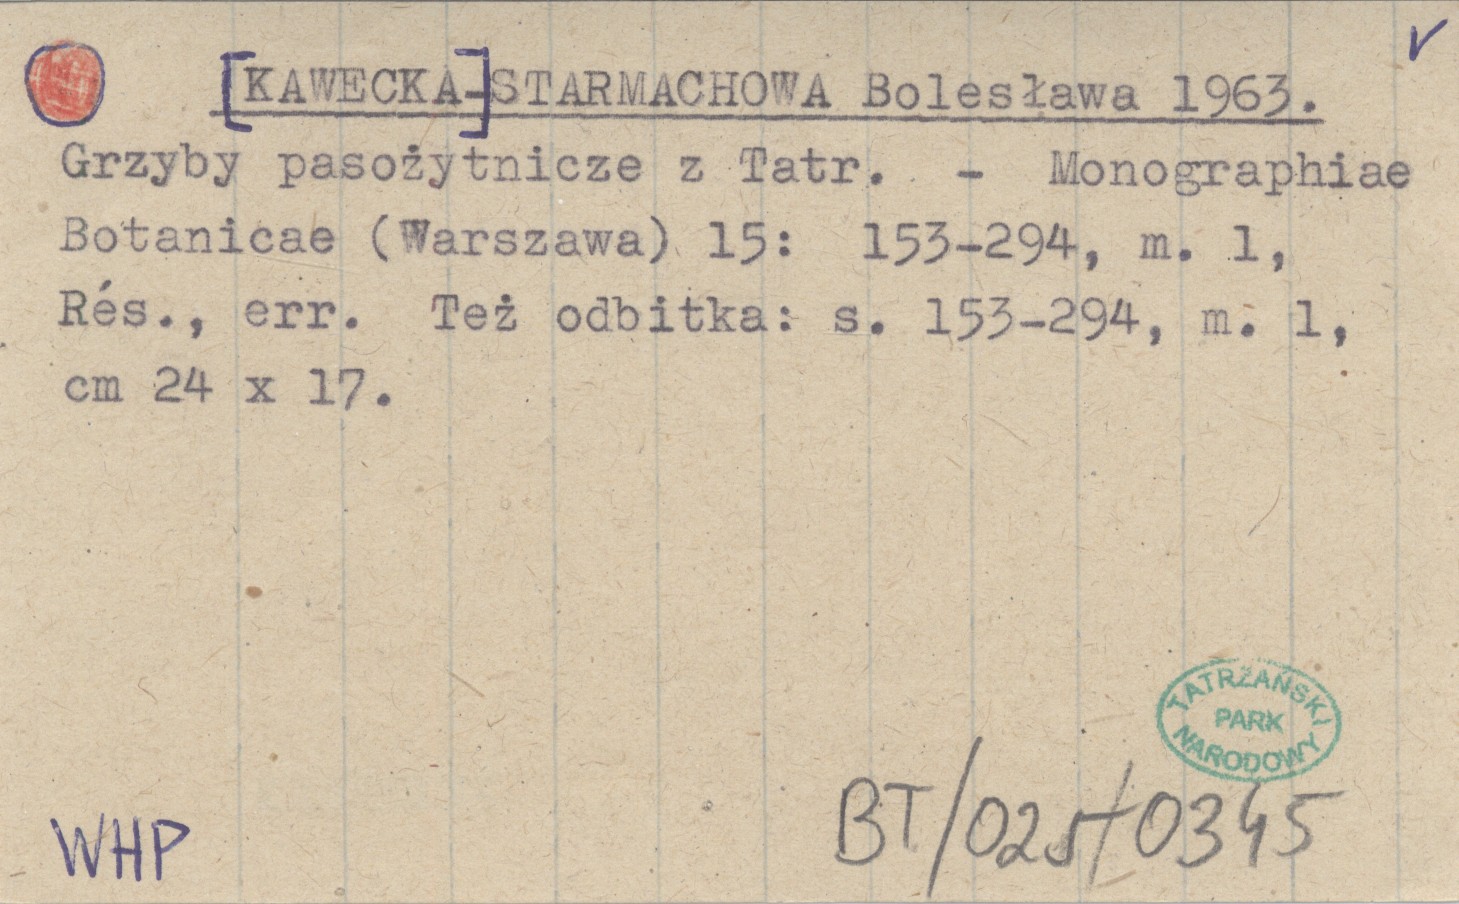 [KAWECKA-]STARMACHOWA Bolesława 1963.
Grzyby pasożytnicze z Tatr. - Monographiae
Botanicae (Warszawa) 15: 153-294, m. 1,
Rés., err. Też odbitka: s. 153-294, m. 1,
cm 24 x 17.
TATRZAŃSKI
PARK
NARODOWY
WHP
BT/025/0345